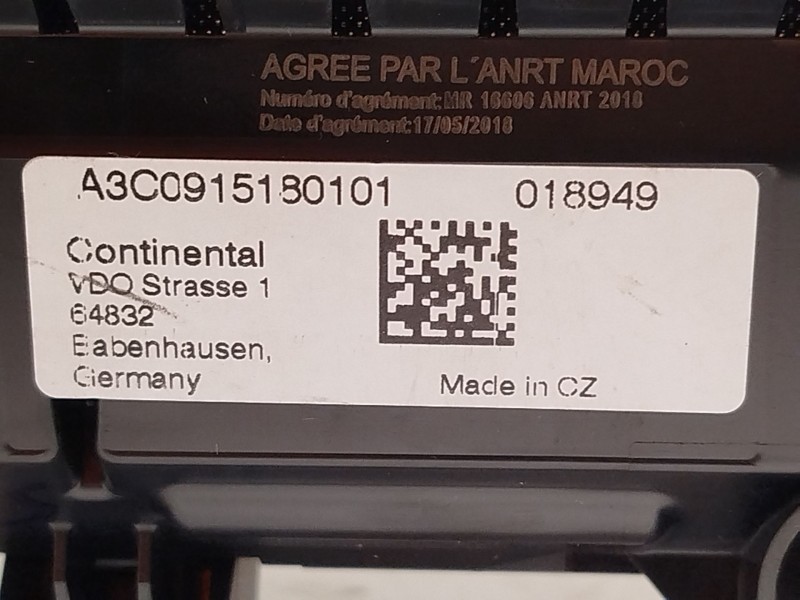 AGREE PAR L´ANRT MAROC
Numéro d'agrément:MR 16606 ANRT 2018
Date d'agrément:17/05/2018
A3C0915180101 018949
Continental
VDO Strasse 1
64832
Babenhausen,
Germany
Made in CZ